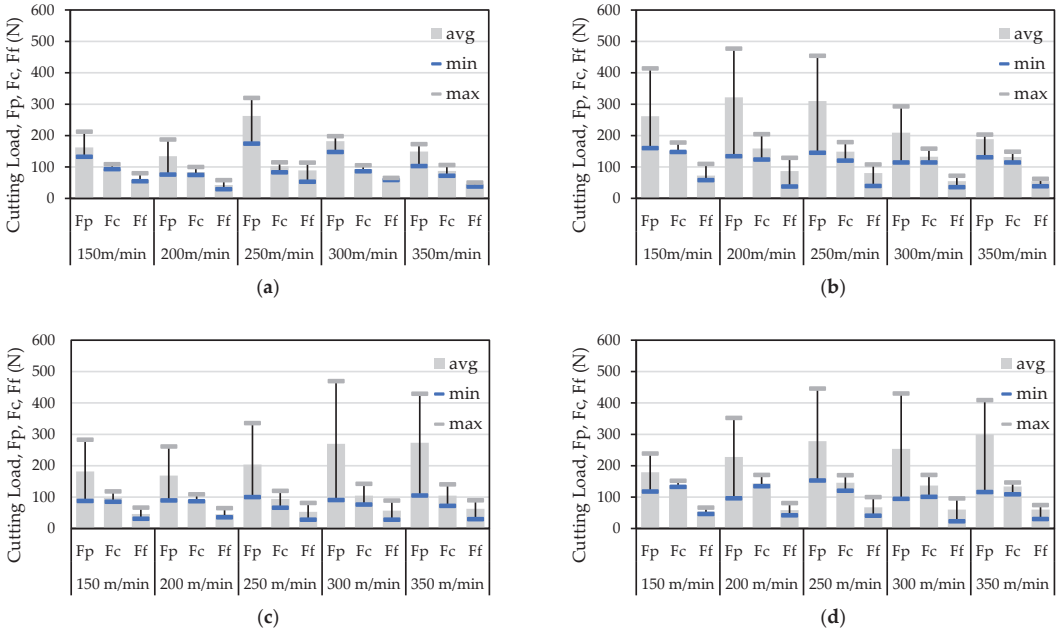 Cutting Load, Fp, Fc, Ff (N)
600
500
400
300
200
100
0
avg
min
max
Fp Fc Ff Fp Fc Ff Fp Fc Ff Fp Fc Ff Fp Fc Ff
150m/min 200m/min 250m/min 300m/min 350m/min
(a)
Cutting Load, Fp, Fc, Ff (N)
600
500
400
300
200
100
0
avg
min
max
Fp Fc Ff Fp Fc Ff Fp Fc Ff Fp Fc Ff Fp Fc Ff
150m/min 200m/min 250m/min 300m/min 350m/min
(b)
Cutting Load, Fp, Fc, Ff (N)
600
500
400
300
200
100
0
avg
min
max
Fp Fc Ff Fp Fc Ff Fp Fc Ff Fp Fc Ff Fp Fc Ff
150 m/min 200 m/min 250 m/min 300 m/min 350 m/min
(c)
Cutting Load, Fp, Fc, Ff (N)
600
500
400
300
200
100
0
avg
min
max
Fp Fc Ff Fp Fc Ff Fp Fc Ff Fp Fc Ff Fp Fc Ff
150 m/min 200 m/min 250 m/min 300 m/min 350 m/min
(d)